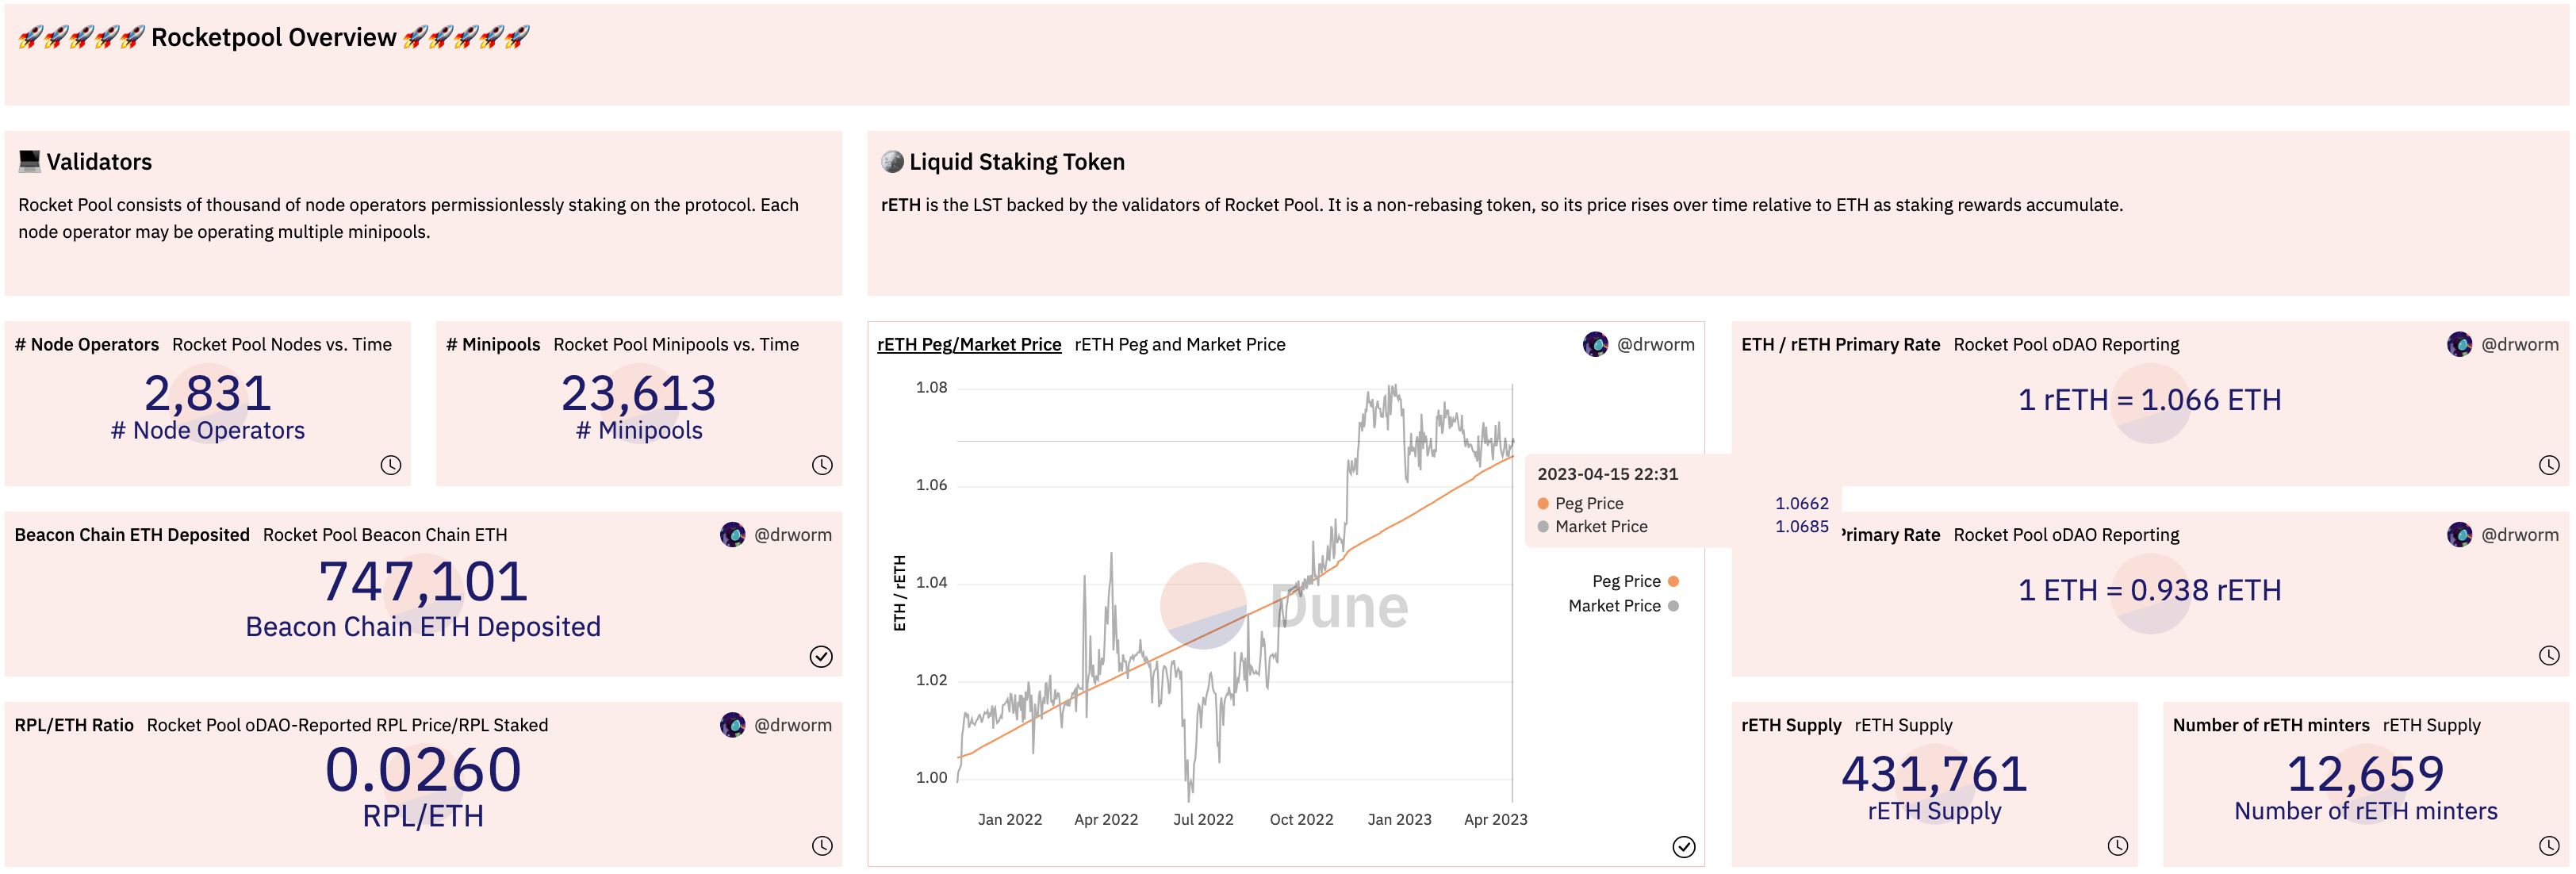 🚀🚀🚀🚀🚀 Rocketpool Overview 🚀🚀🚀🚀🚀
💻 Validators
Rocket Pool consists of thousand of node operators permissionlessly staking on the protocol. Each
node operator may be operating multiple minipools.
🌕 Liquid Staking Token
rETH is the LST backed by the validators of Rocket Pool. It is a non-rebasing token, so its price rises over time relative to ETH as staking rewards accumulate.
# Node Operators Rocket Pool Nodes vs. Time
2,831
# Node Operators
# Minipools Rocket Pool Minipools vs. Time
23,613
# Minipools
Beacon Chain ETH Deposited Rocket Pool Beacon Chain ETH @drworm
747,101
Beacon Chain ETH Deposited
RPL/ETH Ratio Rocket Pool oDAO-Reported RPL Price/RPL Staked @drworm
0.0260
RPL/ETH
rETH Peg/Market Price rETH Peg and Market Price @drworm
ETH / rETH
1.08
1.06
1.04
1.02
1.00
Jan 2022 Apr 2022 Jul 2022 Oct 2022 Jan 2023 Apr 2023
Dune
2023-04-15 22:31
Peg Price 1.0662
Market Price 1.0685
Peg Price
Market Price
ETH / rETH Primary Rate Rocket Pool oDAO Reporting @drworm
1 rETH = 1.066 ETH
Primary Rate Rocket Pool oDAO Reporting @drworm
1 ETH = 0.938 rETH
rETH Supply rETH Supply
431,761
rETH Supply
Number of rETH minters rETH Supply
12,659
Number of rETH minters